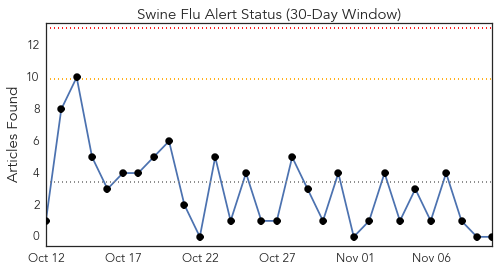 Swine Flu Alert Status (30-Day Window)
Articles Found
12
10
8
6
4
2
0
Oct 12 Oct 17 Oct 22 Oct 27 Nov 01 Nov 06